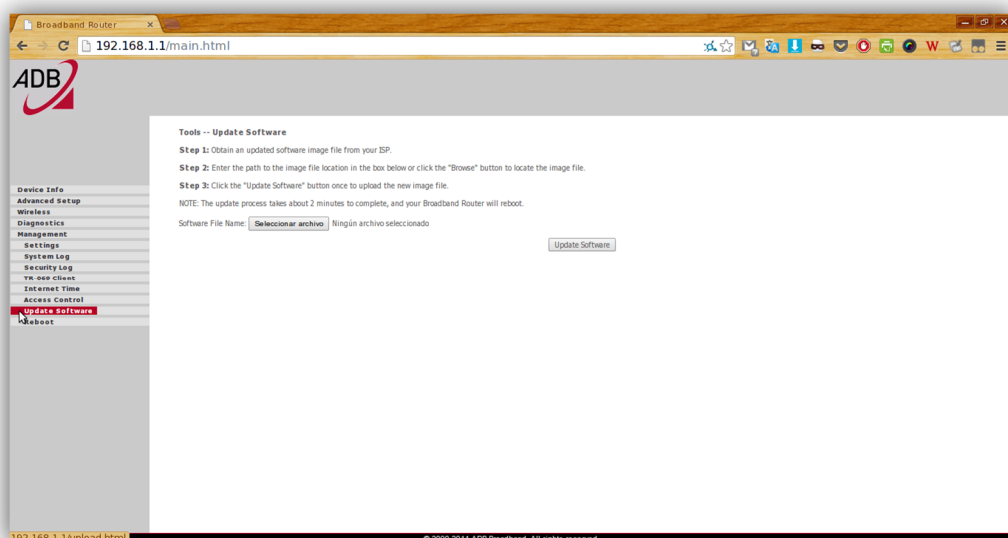 Broadband Router
192.168.1.1/main.html
ADB
Tools -- Update Software
Step 1: Obtain an updated software image file from your ISP.
Step 2: Enter the path to the image file location in the box below or click the "Browse" button to locate the image file.
Step 3: Click the "Update Software" button once to upload the new image file.
NOTE: The update process takes about 2 minutes to complete, and your Broadband Router will reboot.
Software File Name: Seleccionar archivo Ningún archivo seleccionado
Update Software
Device Info
Advanced Setup
Wireless
Diagnostics
Management
Settings
System Log
Security Log
TR-069 Client
Internet Time
Access Control
Update Software
Reboot
192.168.1.1/upload.html
ADB Broadband. All rights reserved.